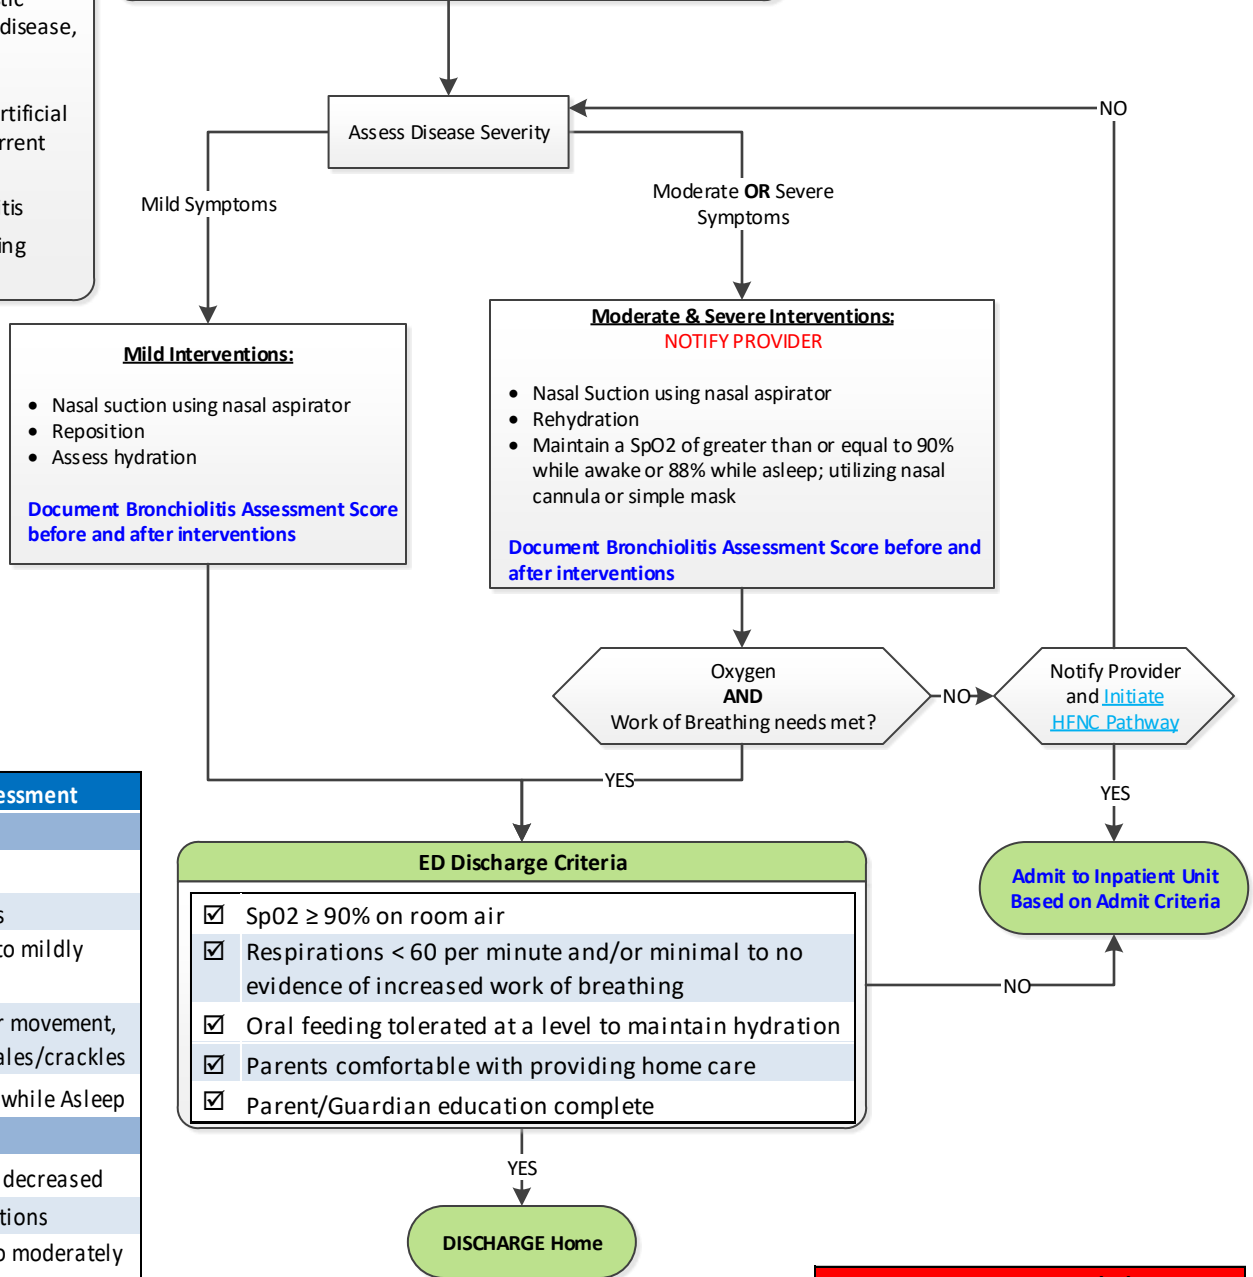 disease,
current
Assess Disease Severity
NO
Mild Symptoms
Moderate OR Severe
Symptoms
Mild Interventions:
• Nasal suction using nasal aspirator
• Reposition
• Assess hydration
Document Bronchiolitis Assessment Score
before and after interventions
Moderate & Severe Interventions:
NOTIFY PROVIDER
• Nasal Suction using nasal aspirator
• Rehydration
• Maintain a SpO2 of greater than or equal to 90%
while awake or 88% while asleep; utilizing nasal
cannula or simple mask
Document Bronchiolitis Assessment Score before and
after interventions
Oxygen
AND
Work of Breathing needs met?
NO
Notify Provider
and Initiate
HFNC Pathway
YES
YES
Admit to Inpatient Unit
Based on Admit Criteria
ED Discharge Criteria
☑ Sp02 ≥ 90% on room air
☑ Respirations < 60 per minute and/or minimal to no
evidence of increased work of breathing
☑ Oral feeding tolerated at a level to maintain hydration
☑ Parents comfortable with providing home care
☑ Parent/Guardian education complete
NO
YES
DISCHARGE Home
to mildly
movement,
/crackles
while Asleep
decreased
moderately